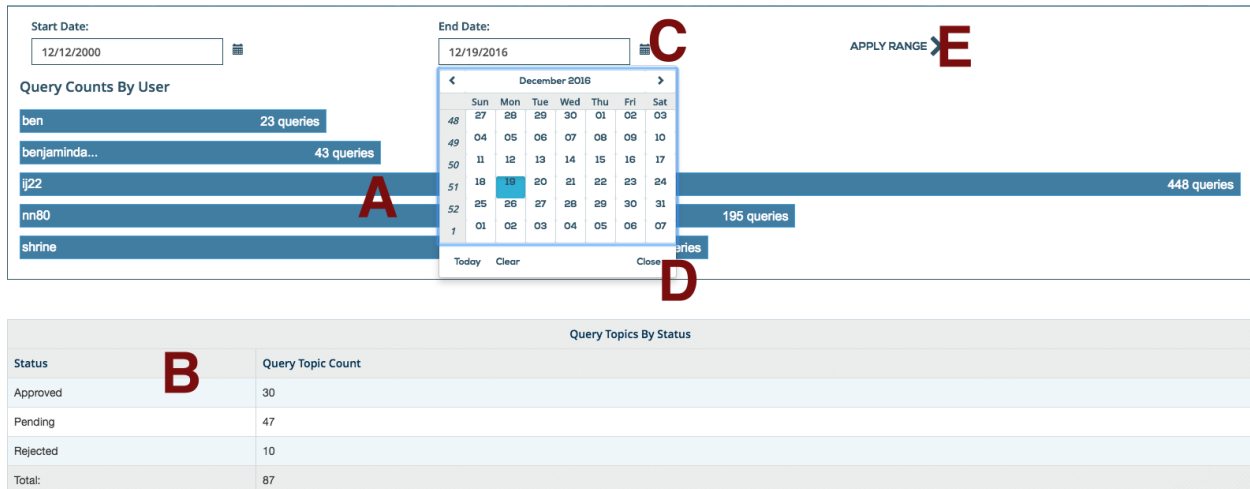 Start Date:
End Date:
12/12/2000
12/19/2016
C
APPLY RANGE
E
Query Counts By User
December 2016
Sun Mon Tue Wed Thu Fri Sat
48 27 28 29 30 01 02 03
49 04 05 06 07 08 09 10
50 11 12 13 14 15 16 17
51 18 19 20 21 22 23 24
52 25 26 27 28 29 30 31
1 01 02 03 04 05 06 07
Today Clear Close
D
ben 23 queries
benjaminda... 43 queries
ij22 448 queries
A
nn80 195 queries
shrine eries
Query Topics By Status
Status Query Topic Count
B
Approved 30
Pending 47
Rejected 10
Total: 87